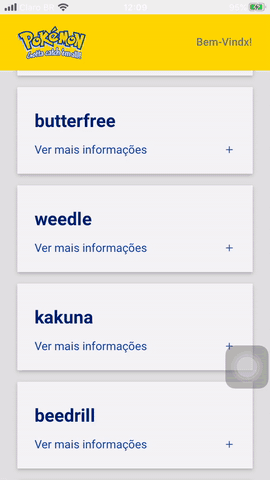 POKéMON
Gotta catch 'em all!
Bem-Vindx!
butterfree
Ver mais informações +
weedle
Ver mais informações +
kakuna
Ver mais informações +
beedrill
Ver mais informações +